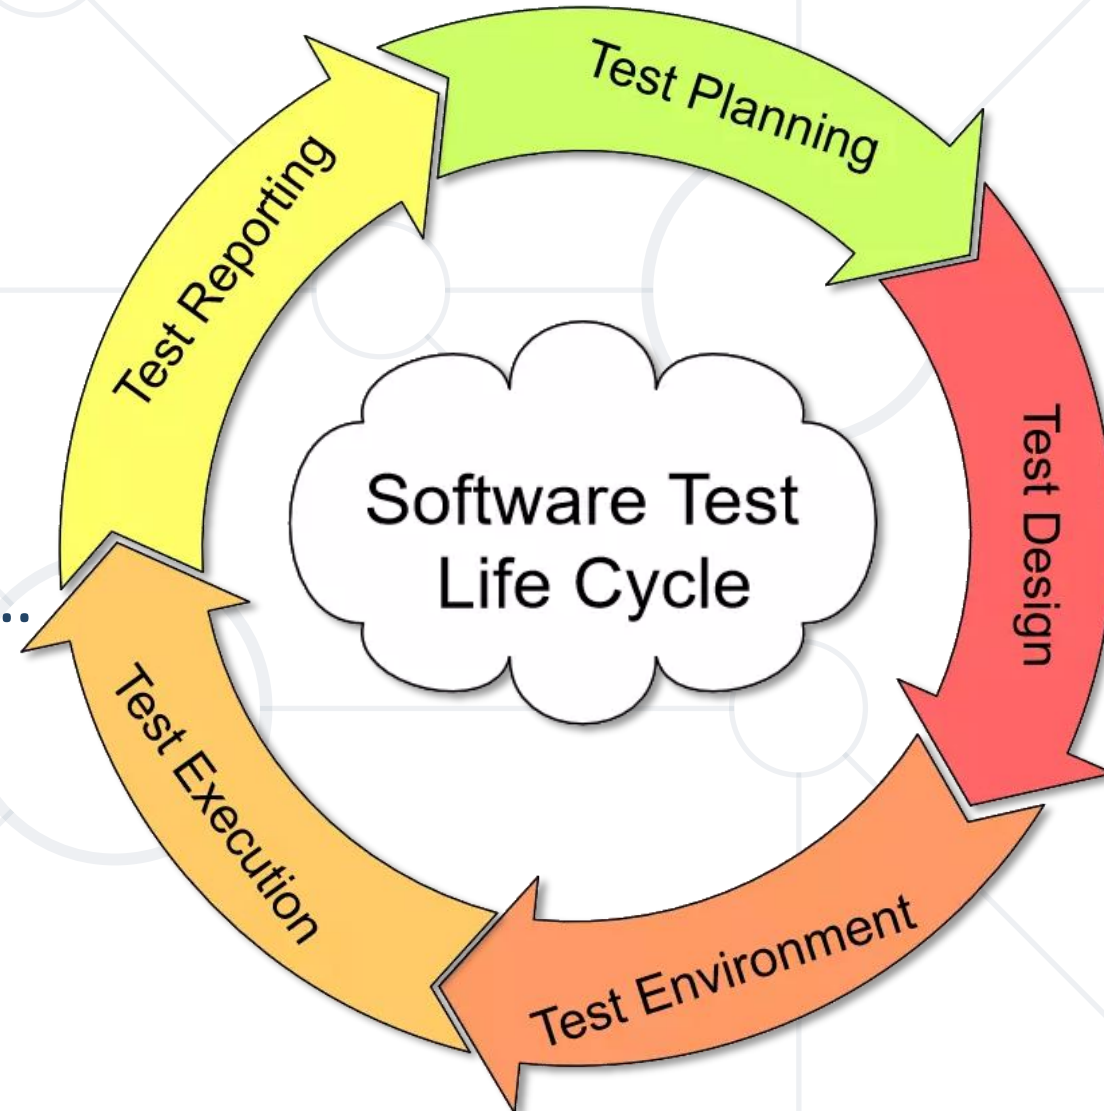 Test Planning
Test Design
Test Environment
Test Execution
Test Reporting
Software Test
Life Cycle
..